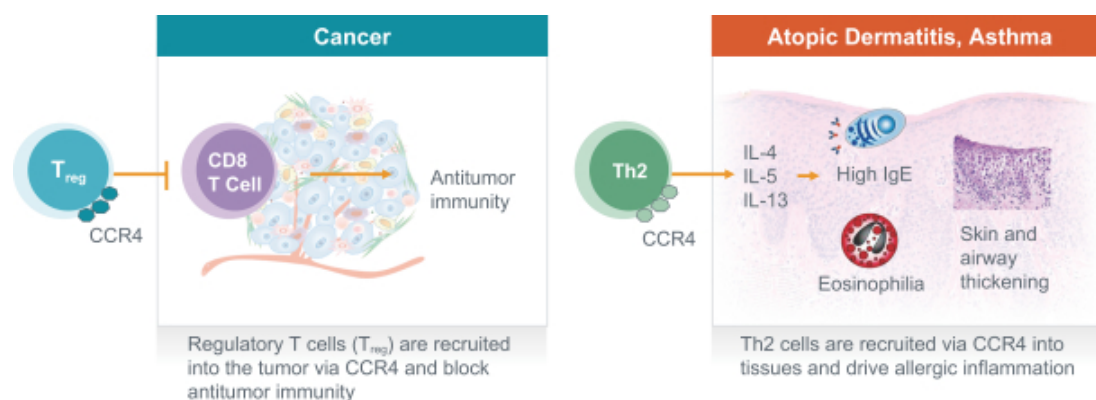 Cancer
T reg
CCR4
CD8
T Cell
Antitumor
immunity
Regulatory T cells (Treg) are recruited
into the tumor via CCR4 and block
antitumor immunity
Atopic Dermatitis, Asthma
Th2
CCR4
IL-4
IL-5
IL-13
High IgE
Eosinophilia
Skin and
airway
thickening
Th2 cells are recruited via CCR4 into
tissues and drive allergic inflammation